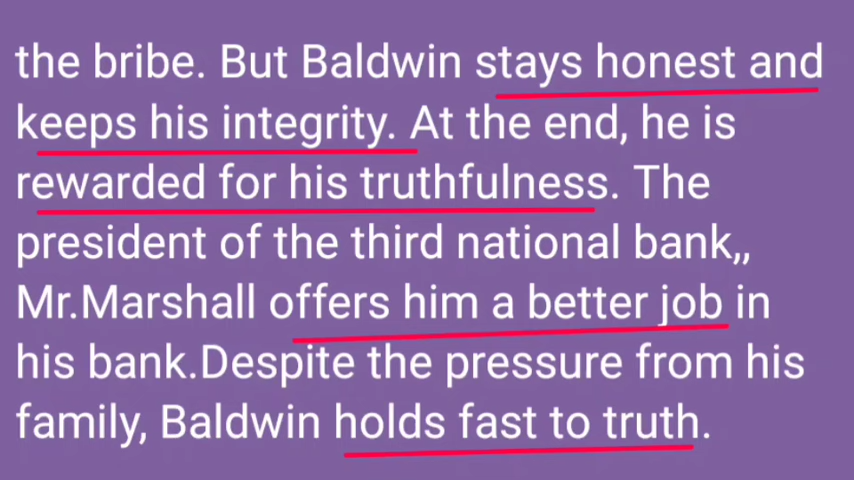 the bribe. But Baldwin stays honest and
keeps his integrity. At the end, he is
rewarded for his truthfulness. The
president of the third national bank,,
Mr.Marshall offers him a better job in
his bank.Despite the pressure from his
family, Baldwin holds fast to truth.